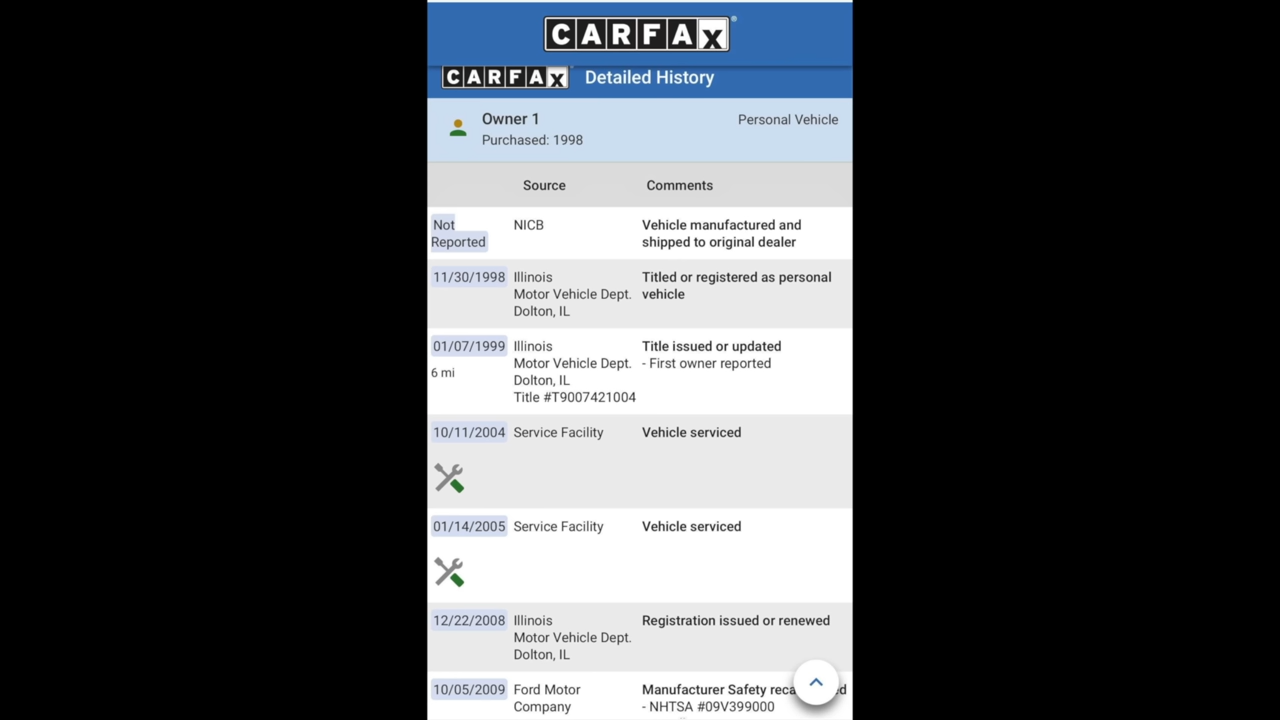 CARFAX
CARFAX Detailed History
Owner 1
Personal Vehicle
Purchased: 1998
Source
Comments
Not Reported
NICB
Vehicle manufactured and
shipped to original dealer
11/30/1998
Illinois
Motor Vehicle Dept.
Dolton, IL
Titled or registered as personal
vehicle
01/07/1999
6 mi
Illinois
Motor Vehicle Dept.
Dolton, IL
Title #T9007421004
Title issued or updated
- First owner reported
10/11/2004
Service Facility
Vehicle serviced
01/14/2005
Service Facility
Vehicle serviced
12/22/2008
Illinois
Motor Vehicle Dept.
Dolton, IL
Registration issued or renewed
10/05/2009
Ford Motor
Company
Manufacturer Safety
- NHTSA #09V399000